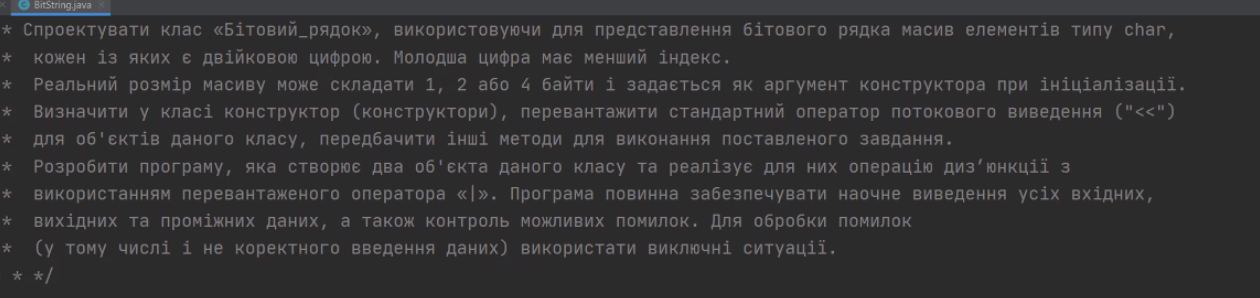 BitString.java
* Спроектувати клас «Бітовий_рядок», використовуючи для представлення бітового рядка масив елементів типу char,
* кожен із яких є двійковою цифрою. Молодша цифра має менший індекс.
* Реальний розмір масиву може складати 1, 2 або 4 байти і задається як аргумент конструктора при ініціалізації.
* Визначити у класі конструктор (конструктори), перевантажити стандартний оператор потокового виведення ("<<")
* для об'єктів даного класу, передбачити інші методи для виконання поставленого завдання.
* Розробити програму, яка створює два об'єкта даного класу та реалізує для них операцію диз’юнкції з
* використанням перевантаженого оператора «|». Програма повинна забезпечувати наочне виведення усіх вхідних,
* вихідних та проміжних даних, а також контроль можливих помилок. Для обробки помилок
* (у тому числі і не коректного введення даних) використати виключні ситуації.
* */